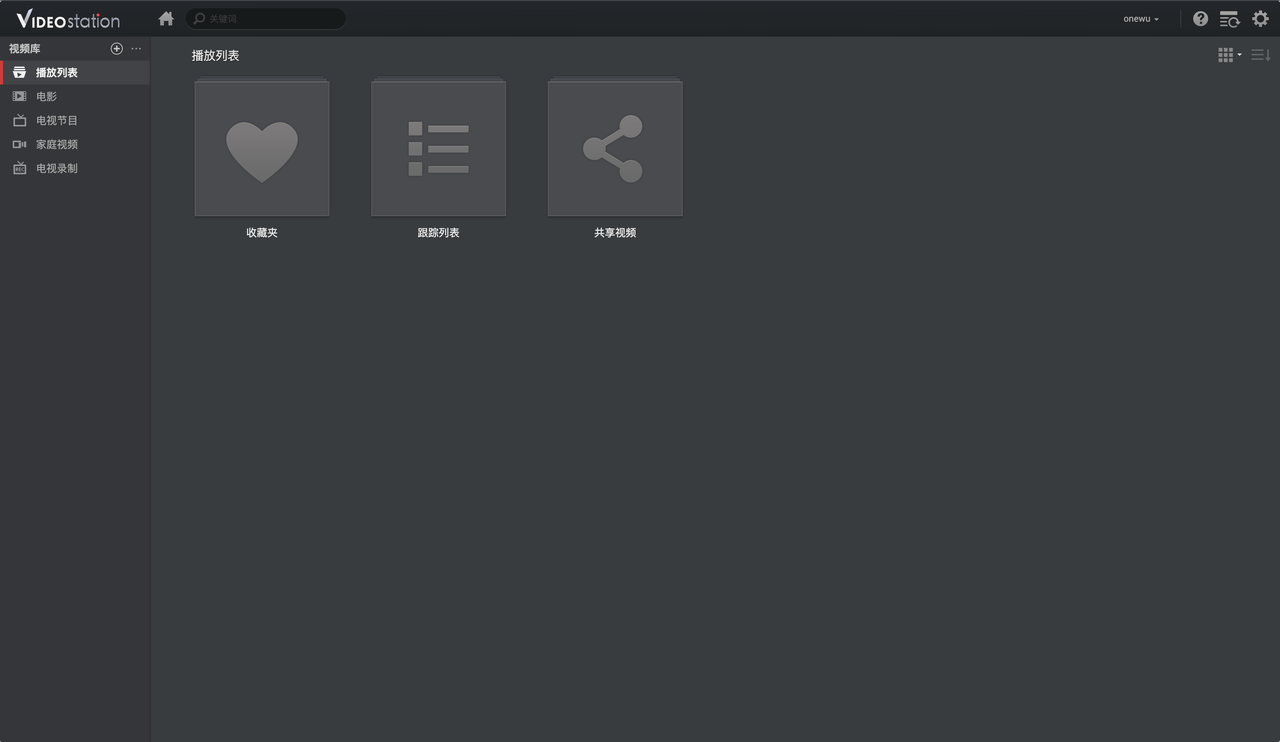 VIDEOstation
关键词
onewu
视频库
播放列表
电影
电视节目
家庭视频
电视录制
REC
播放列表
收藏夹
跟踪列表
共享视频